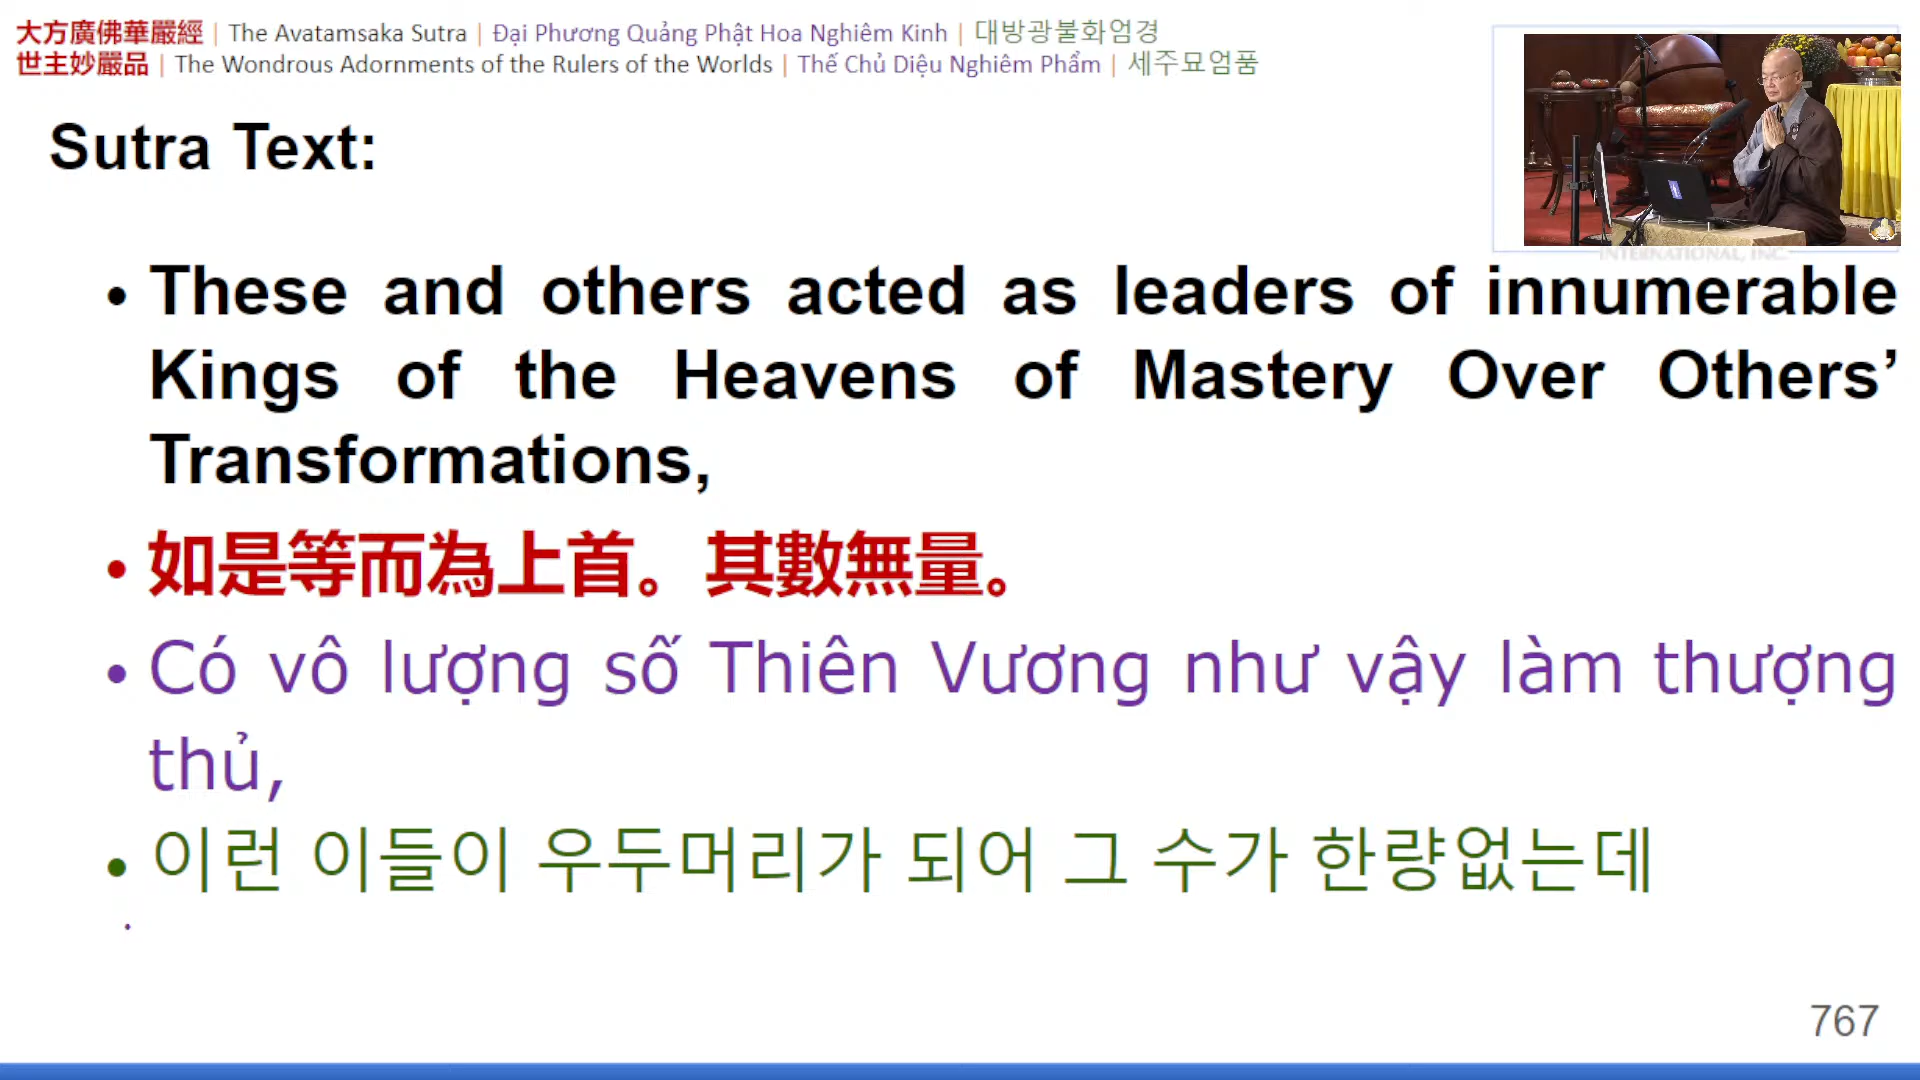 大方廣佛華嚴經 | The Avatamsaka Sutra | Đại Phương Quảng Phật Hoa Nghiêm Kinh | 대방광불화엄경
世主妙嚴品 | The Wondrous Adornments of the Rulers of the Worlds | Thế Chủ Diệu Nghiêm Phẩm | 세주묘엄품
Sutra Text:
INTERNATIONAL, INC.
• These and others acted as leaders of innumerable
Kings of the Heavens of Mastery Over Others’
Transformations,
• 如是等而為上首。其數無量。
• Có vô lượng số Thiên Vương như vậy làm thượng
thủ,
• 이런 이들이 우두머리가 되어 그 수가 한량없는데
767